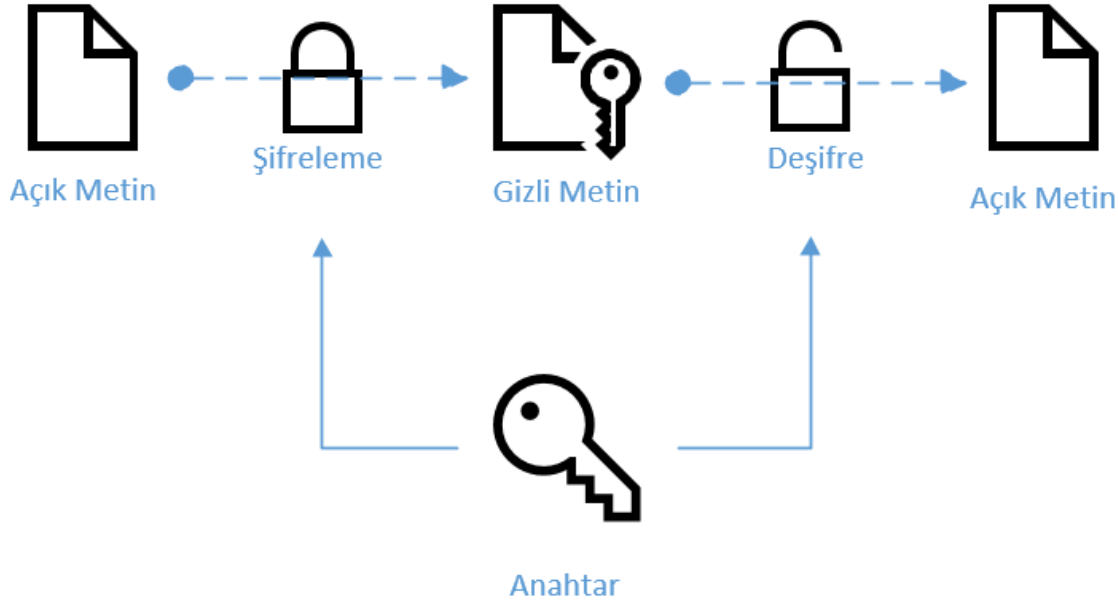 Şifreleme
Deşifre
Açık Metin
Gizli Metin
Açık Metin
Anahtar